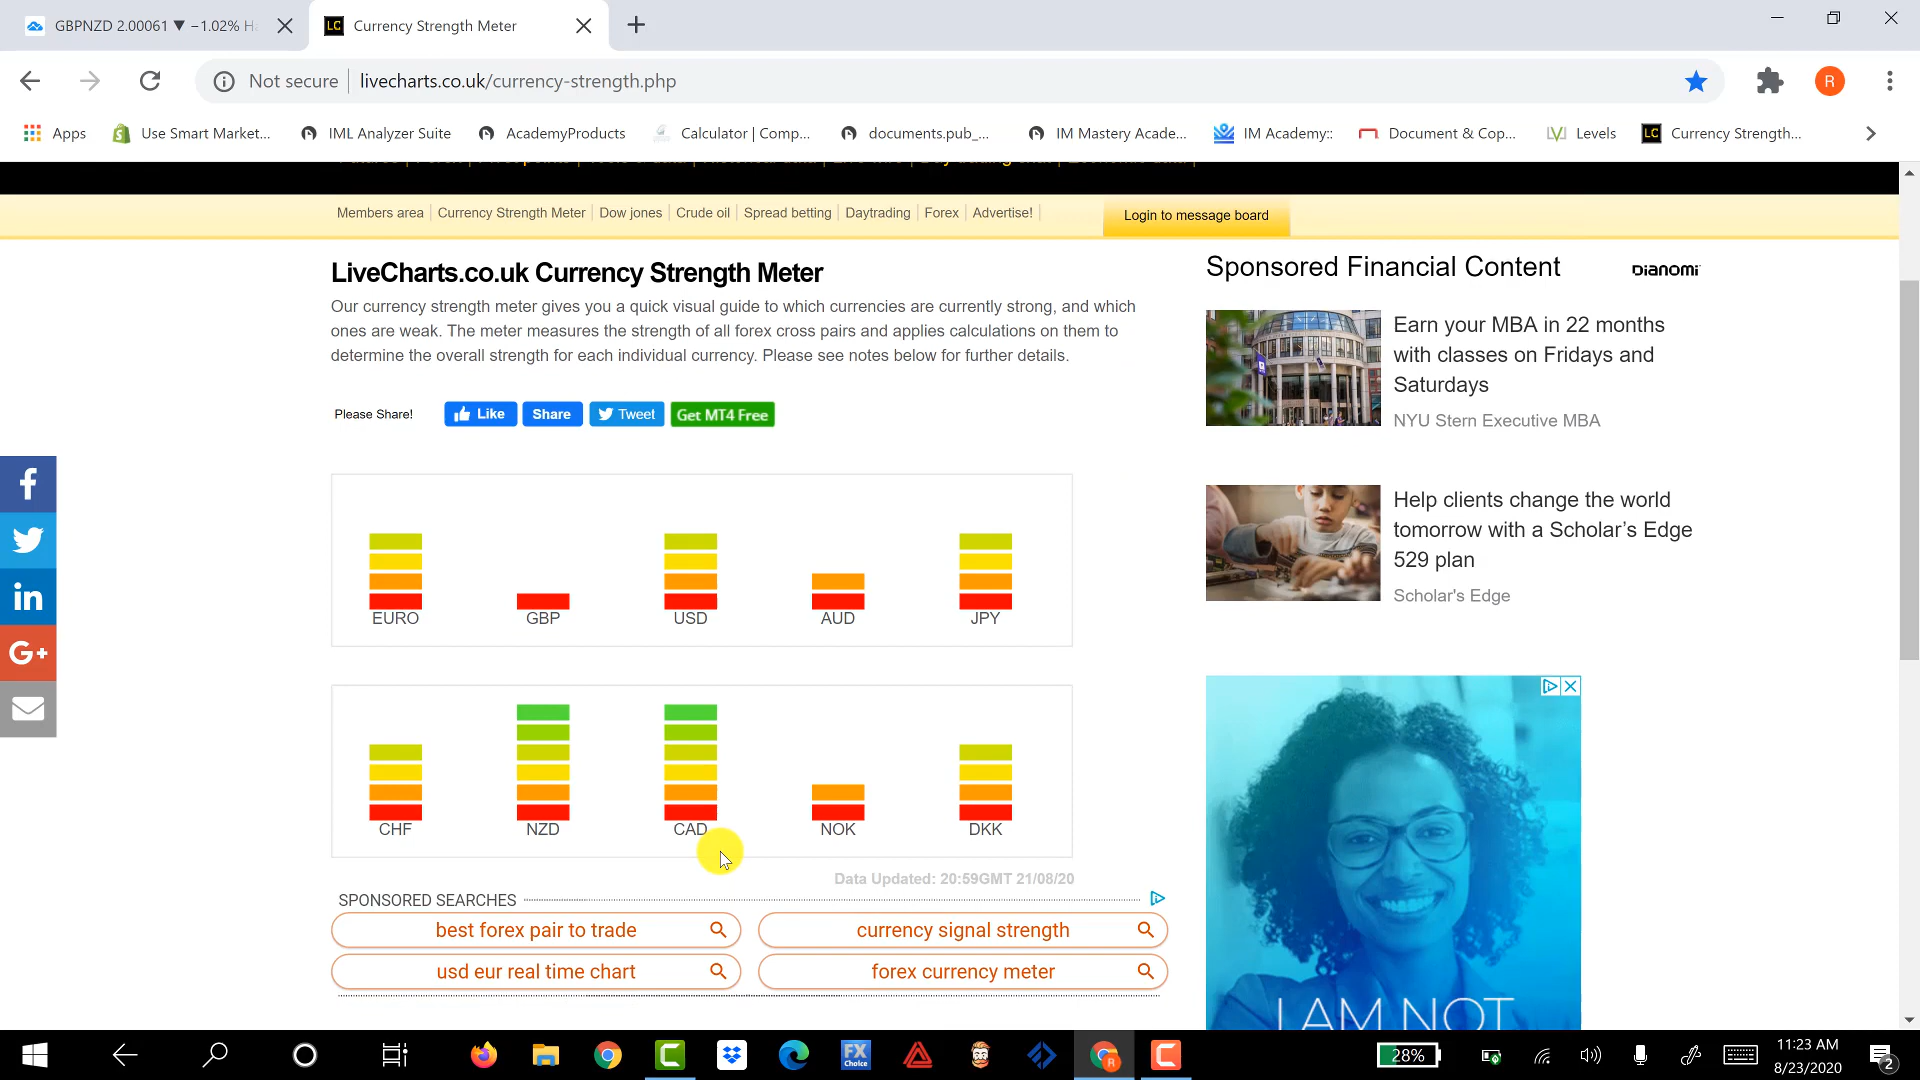 GBPNZD 2.00061 ▼ −1.02%
Currency Strength Meter
Not secure
livecharts.co.uk/currency-strength.php
R
Apps
Use Smart Market...
IML Analyzer Suite
AcademyProducts
Calculator | Comp...
documents.pub_...
IM Mastery Acade...
IM Academy::
Document & Cop...
Levels
LC
Currency Strength...
Members area
Currency Strength Meter
Dow jones
Crude oil
Spread betting
Daytrading
Forex
Advertise!
Login to message board
LiveCharts.co.uk Currency Strength Meter
Our currency strength meter gives you a quick visual guide to which currencies are currently strong, and which
ones are weak. The meter measures the strength of all forex cross pairs and applies calculations on them to
determine the overall strength for each individual currency. Please see notes below for further details.
Please Share!
Like
Share
Tweet
Get MT4 Free
EURO
GBP
USD
AUD
JPY
CHF
NZD
CAD
NOK
DKK
Data Updated: 20:59GMT 21/08/20
SPONSORED SEARCHES
best forex pair to trade
currency signal strength
usd eur real time chart
forex currency meter
Sponsored Financial Content
DIANOMI
Earn your MBA in 22 months
with classes on Fridays and
Saturdays
NYU Stern Executive MBA
Help clients change the world
tomorrow with a Scholar's Edge
529 plan
Scholar's Edge
I AM NOT
FX
Choice
28%
11:23 AM
8/23/2020
2